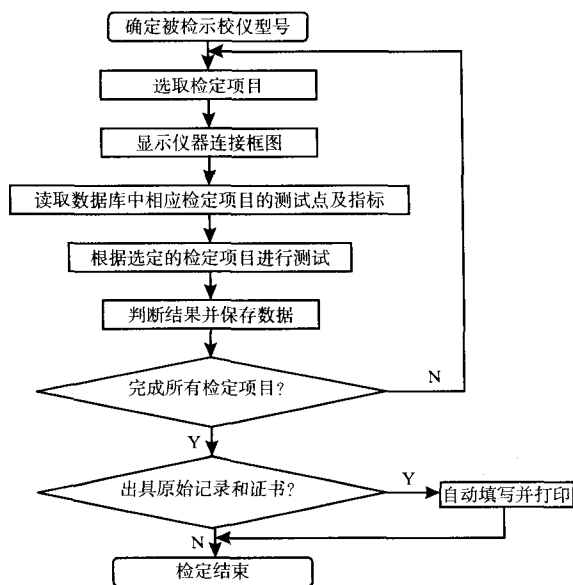 确定被检示校仪型号
选取检定项目
显示仪器连接框图
读取数据库中相应检定项目的测试点及指标
根据选定的检定项目进行测试
判断结果并保存数据
完成所有检定项目?
N
Y
出具原始记录和证书?
Y
自动填写并打印
N
检定结束